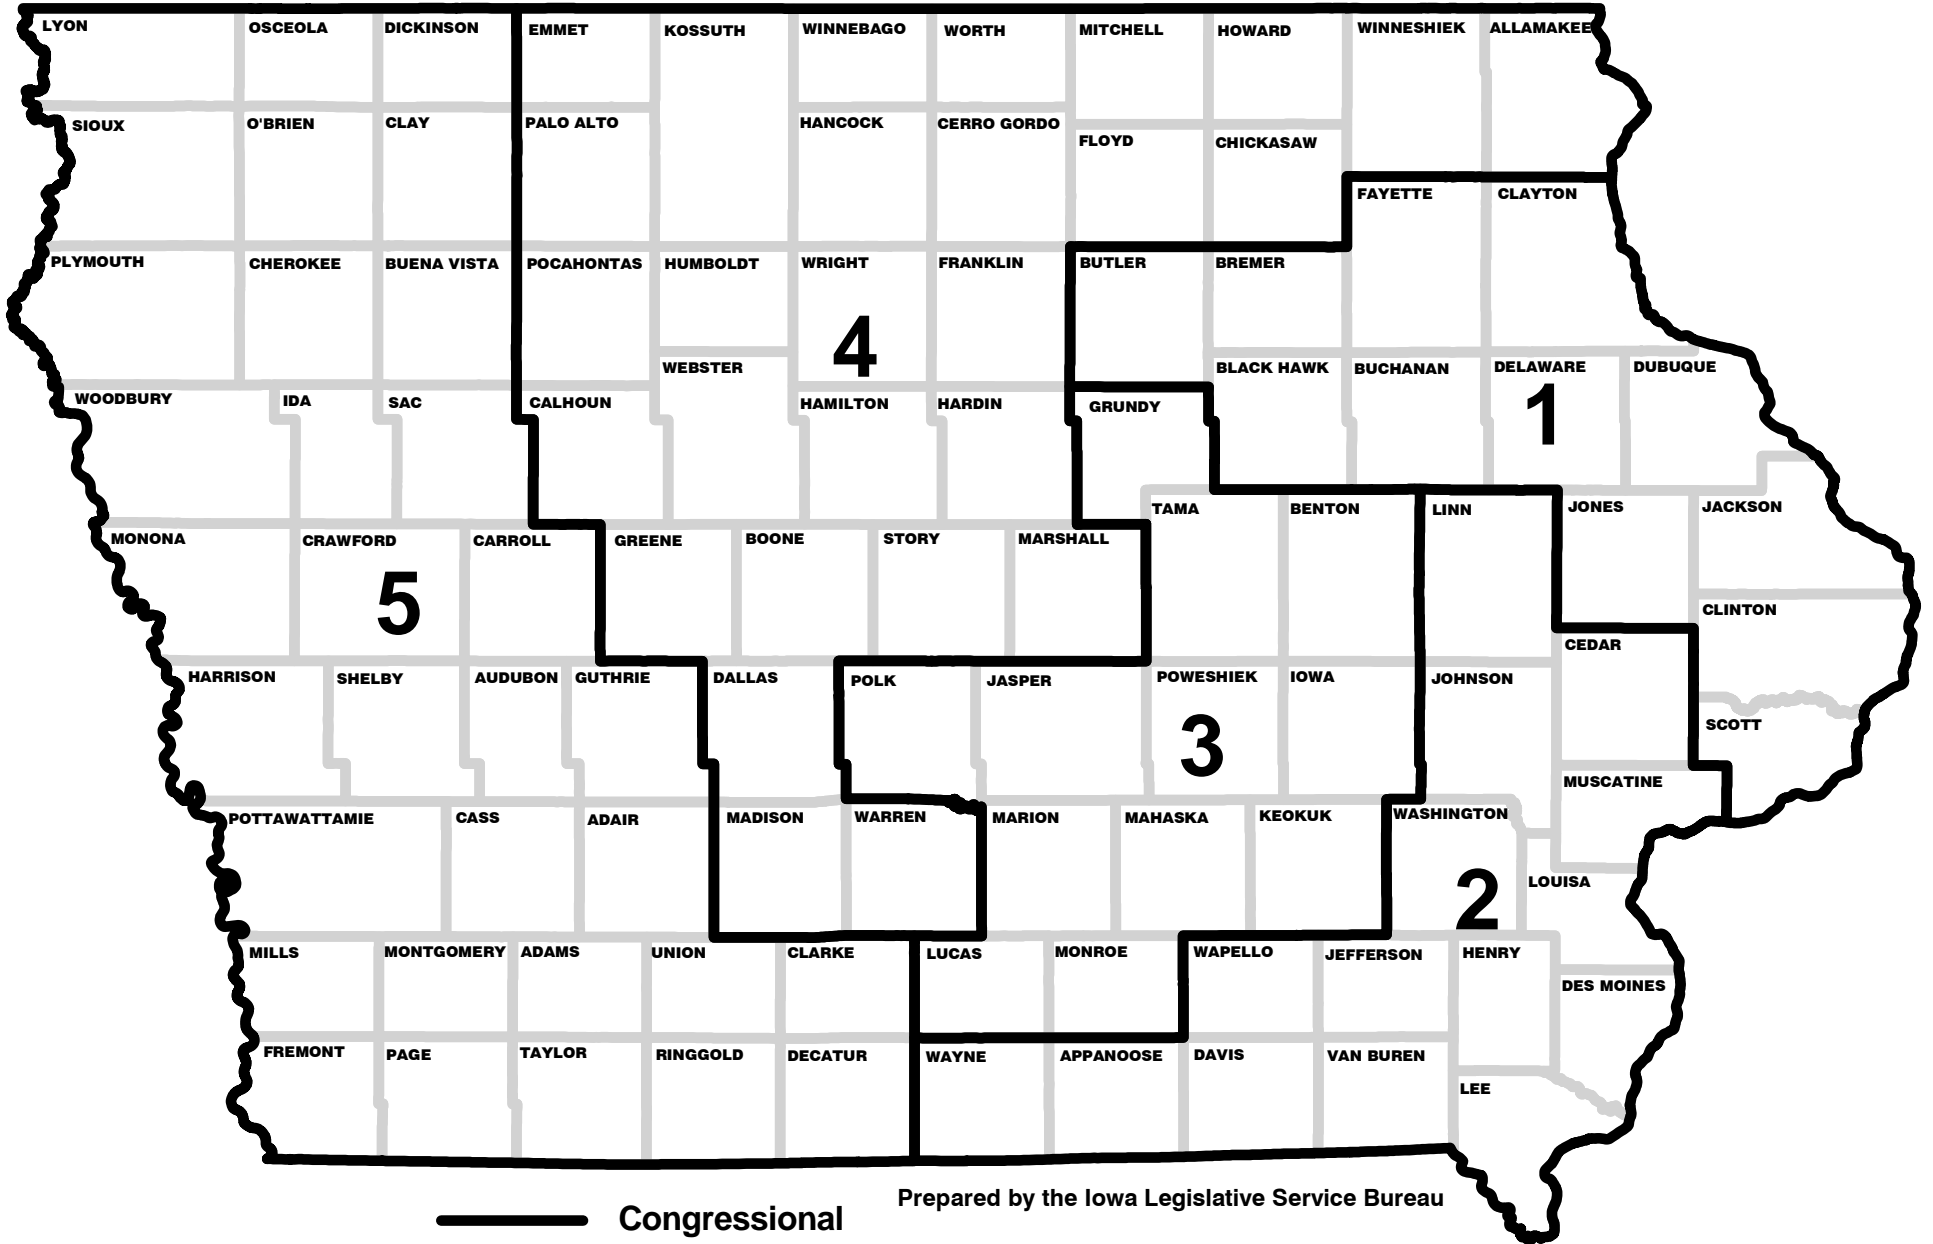 LYON OSCEOLA DICKINSON EMMET KOSSUTH WINNEBAGO WORTH MITCHELL HOWARD WINNESHIEK ALLAMAKEE
SIOUX O'BRIEN CLAY PALO ALTO HANCOCK CERRO GORDO FLOYD CHICKASAW
FAYETTE CLAYTON
PLYMOUTH CHEROKEE BUENA VISTA POCAHONTAS HUMBOLDT WRIGHT FRANKLIN BUTLER BREMER
4
WEBSTER BLACK HAWK BUCHANAN DELAWARE DUBUQUE
WOODBURY IDA SAC CALHOUN HAMILTON HARDIN GRUNDY 1
TAMA BENTON LINN JONES JACKSON
MONONA CRAWFORD CARROLL GREENE BOONE STORY MARSHALL
5
CLINTON
CEDAR
HARRISON SHELBY AUDUBON GUTHRIE DALLAS POLK JASPER POWESHIEK IOWA JOHNSON
SCOTT
3
MUSCATINE
POTTAWATTAMIE CASS ADAIR MADISON WARREN MARION MAHASKA KEOKUK WASHINGTON
LOUISA
2
MILLS MONTGOMERY ADAMS UNION CLARKE LUCAS MONROE WAPELLO JEFFERSON HENRY
DES MOINES
FREMONT PAGE TAYLOR RINGGOLD DECATUR WAYNE APPANOOSE DAVIS VAN BUREN
LEE
Prepared by the Iowa Legislative Service Bureau
Congressional